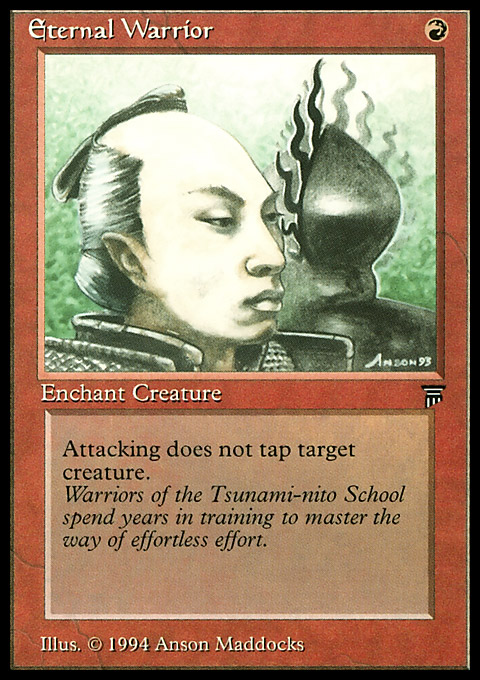 Eternal Warrior
ANSON 93
Enchant Creature
Attacking does not tap target
creature.
Warriors of the Tsunami-nito School
spend years in training to master the
way of effortless effort.
Illus. © 1994 Anson Maddocks